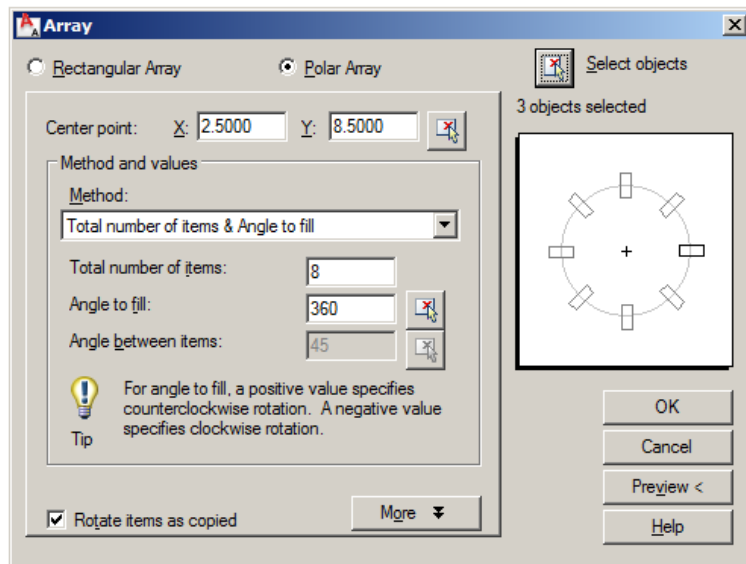 Array
Rectangular Array
Polar Array
Select objects
3 objects selected
Center point: X: 2.5000 Y: 8.5000
Method and values
Method:
Total number of items & Angle to fill
Total number of items: 8
Angle to fill: 360
Angle between items: 45
For angle to fill, a positive value specifies
counterclockwise rotation. A negative value
specifies clockwise rotation.
Tip
Rotate items as copied
More
OK
Cancel
Preview <
Help